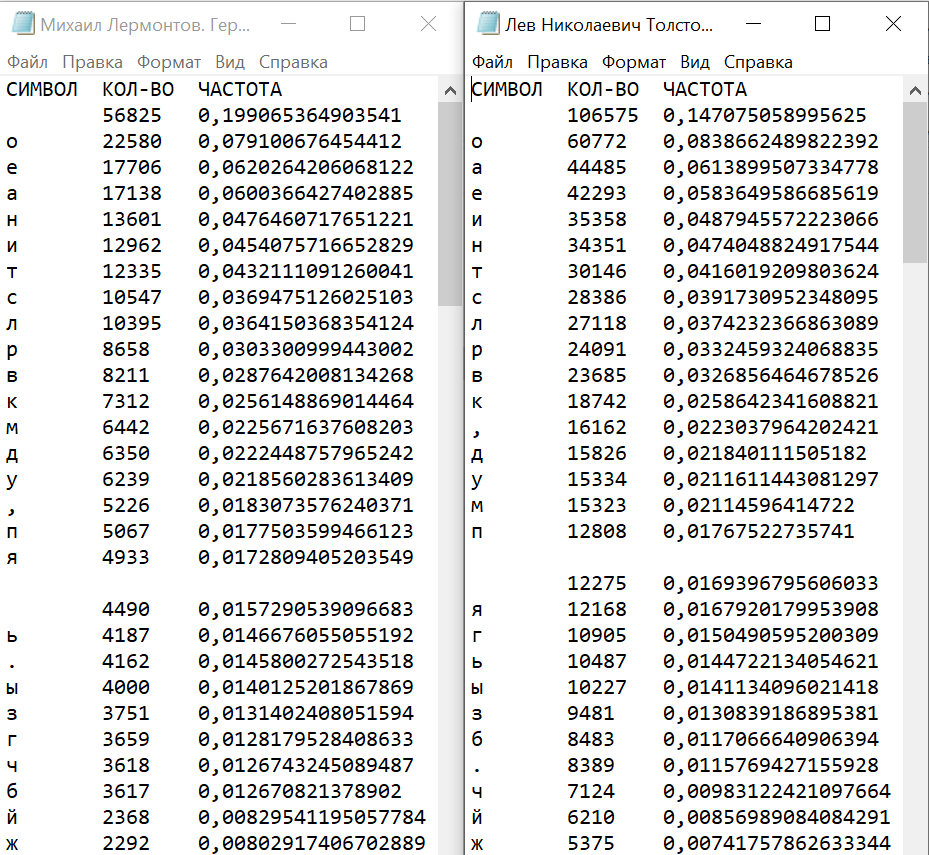 Михаил Лермонтов. Гер...
Файл Правка Формат Вид Справка
СИМВОЛ КОЛ-ВО ЧАСТОТА
56825 0,199065364903541
о 22580 0,079100676454412
е 17706 0,0620264206068122
а 17138 0,0600366427402885
н 13601 0,0476460717651221
и 12962 0,0454075716652829
т 12335 0,0432111091260041
с 10547 0,0369475126025103
л 10395 0,0364150368354124
р 8658 0,0303300999443002
в 8211 0,0287642008134268
к 7312 0,0256148869014464
м 6442 0,0225671637608203
д 6350 0,0222448757965242
у 6239 0,0218560283613409
, 5226 0,0183073576240371
п 5067 0,0177503599466123
я 4933 0,0172809405203549
4490 0,0157290539096683
ь 4187 0,0146676055055192
. 4162 0,0145800272543518
ы 4000 0,0140125201867869
з 3751 0,0131402408051594
г 3659 0,0128179528408633
ч 3618 0,0126743245089487
б 3617 0,012670821378902
й 2368 0,00829541195057784
ж 2292 0,00802917406702889
Лев Николаевич Толсто...
Файл Правка Формат Вид Справка
СИМВОЛ КОЛ-ВО ЧАСТОТА
106575 0,147075058995625
о 60772 0,0838662489822392
а 44485 0,0613899507334778
е 42293 0,0583649586685619
и 35358 0,0487945572223066
н 34351 0,0474048824917544
т 30146 0,0416019209803624
с 28386 0,0391730952348095
л 27118 0,0374232366863089
р 24091 0,0332459324068835
в 23685 0,0326856464678526
к 18742 0,0258642341608821
, 16162 0,0223037964202421
д 15826 0,021840111505182
у 15334 0,0211611443081297
м 15323 0,02114596414722
п 12808 0,01767522735741
12275 0,0169396795606033
я 12168 0,0167920179953908
г 10905 0,0150490595200309
ь 10487 0,0144722134054621
ы 10227 0,0141134096021418
з 9481 0,0130839186895381
б 8483 0,0117066640906394
. 8389 0,0115769427155928
ч 7124 0,00983122421097664
й 6210 0,00856989084084291
ж 5375 0,00741757862633344